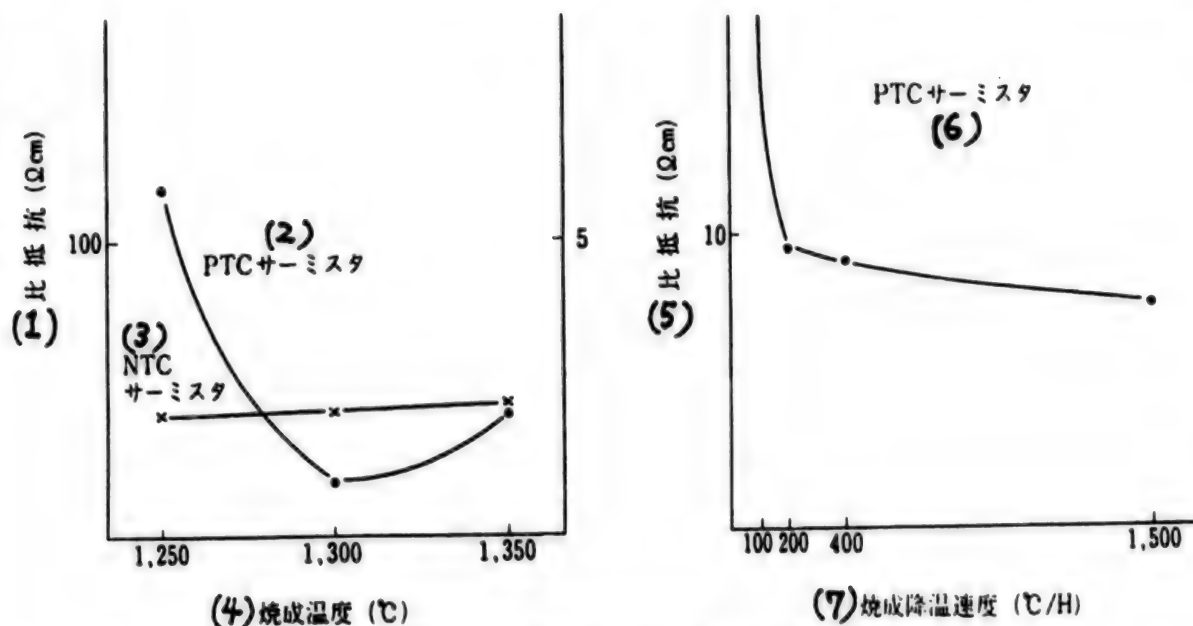 比抵抗 (Ωcm)
(1)
100
(2)
PTCサーミスタ
5
(3)
NTC
サーミスタ
1,250
1,300
1,350
(4)焼成温度 (℃)
比抵抗 (Ωcm)
(5)
10
PTCサーミスタ
(6)
100
200
400
1,500
(7)焼成降温速度 (℃/H)